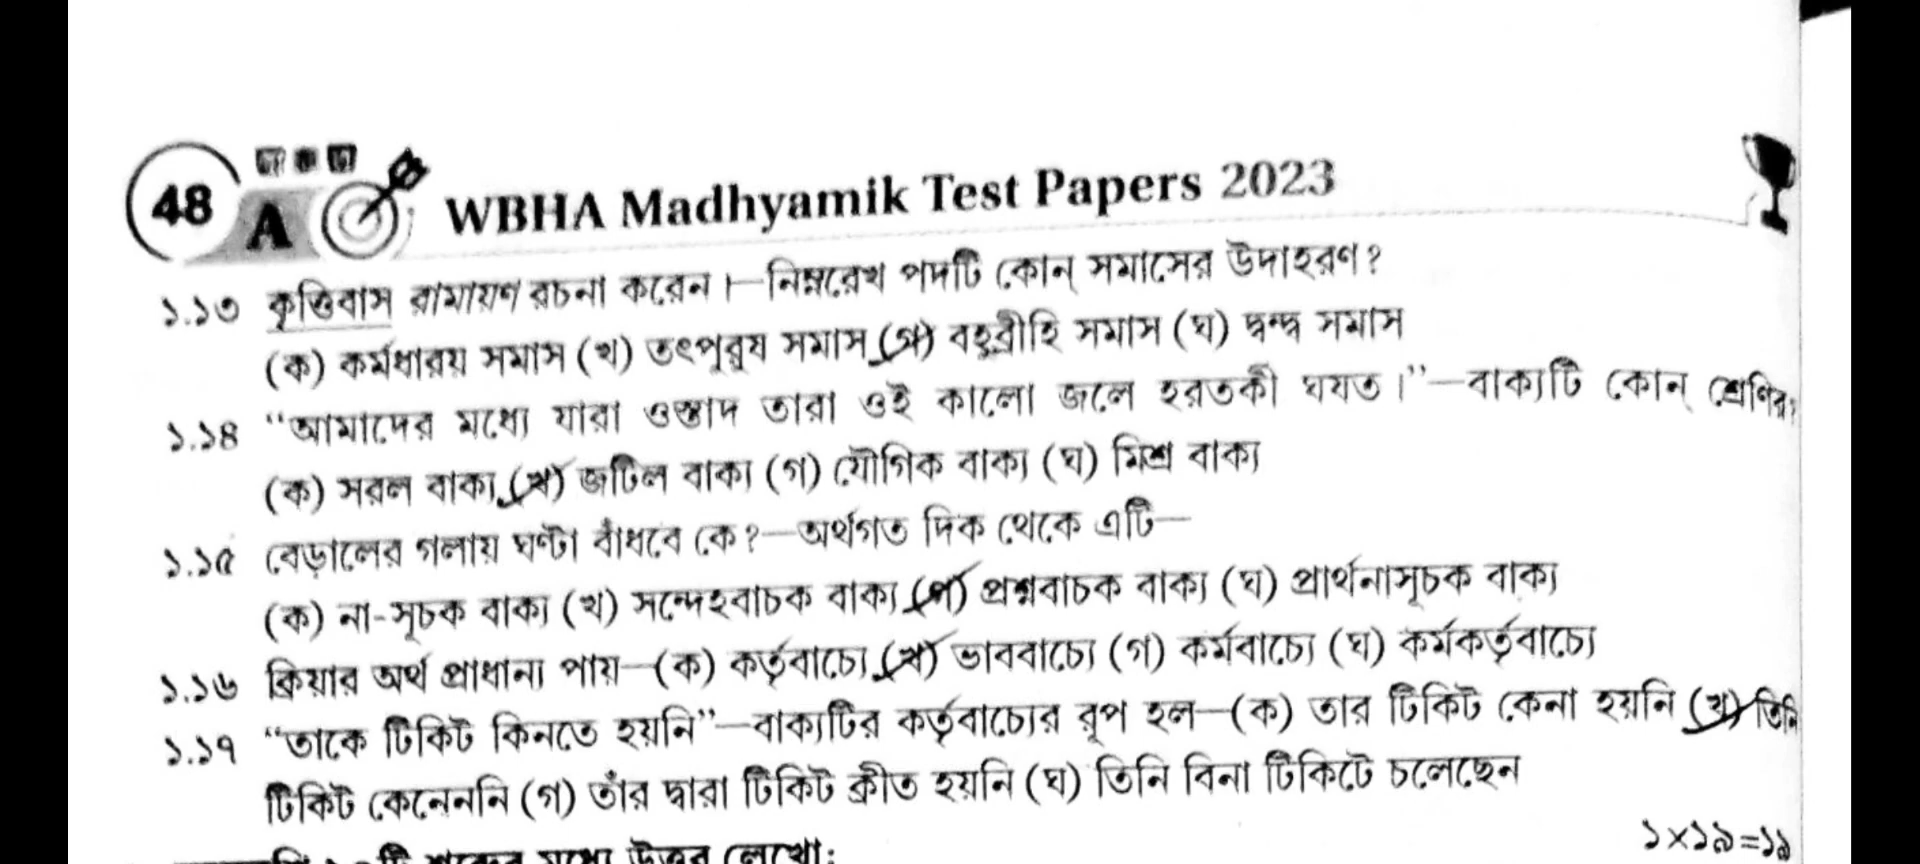 48 A WBHA Madhyamik Test Papers 2023
১.১৩ কৃত্তিবাস রামায়ণ রচনা করেন।—নিম্নরেখ পদটি কোন্ সমাসের উদাহরণ?
(ক) কর্মধারয় সমাস (খ) তৎপুরুষ সমাস (গ) বহুব্রীহি সমাস (ঘ) দ্বন্দ্ব সমাস
১.১৪ “আমাদের মধ্যে যারা ওস্তাদ তারা ওই কালো জলে হরতকী ঘষত।”—বাক্যটি কোন্ শ্রেণির?
(ক) সরল বাক্য (খ) জটিল বাক্য (গ) যৌগিক বাক্য (ঘ) মিশ্র বাক্য
১.১৫ বেড়ালের গলায় ঘণ্টা বাঁধবে কে?—অর্থগত দিক থেকে এটি—
(ক) না-সূচক বাক্য (খ) সন্দেহবাচক বাক্য (গ) প্রশ্নবাচক বাক্য (ঘ) প্রার্থনাসূচক বাক্য
১.১৬ ক্রিয়ার অর্থ প্রাধান্য পায়—(ক) কর্তৃবাচ্যে (খ) ভাববাচ্যে (গ) কর্মবাচ্যে (ঘ) কর্মকর্তৃবাচ্যে
১.১৭ “তাকে টিকিট কিনতে হয়নি”—বাক্যটির কর্তৃবাচ্যের রূপ হল—(ক) তার টিকিট কেনা হয়নি (খ) তিনি
টিকিট কেনেননি (গ) তাঁর দ্বারা টিকিট ক্রীত হয়নি (ঘ) তিনি বিনা টিকিটে চলেছেন
১×১৯=১৯
উত্তর লেখো: